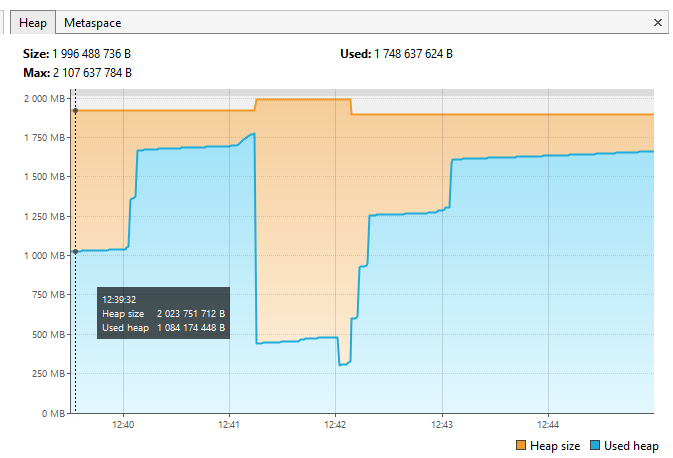 Heap Metaspace ×
Size: 1 996 488 736 B Used: 1 748 637 624 B
Max: 2 107 637 784 B
2 000 MB
1 750 MB
1 500 MB
1 250 MB
1 000 MB
750 MB
12:39:32
Heap size 2 023 751 712 B
Used heap 1 084 174 448 B
500 MB
250 MB
0 MB
12:40 12:41 12:42 12:43 12:44
Heap size Used heap